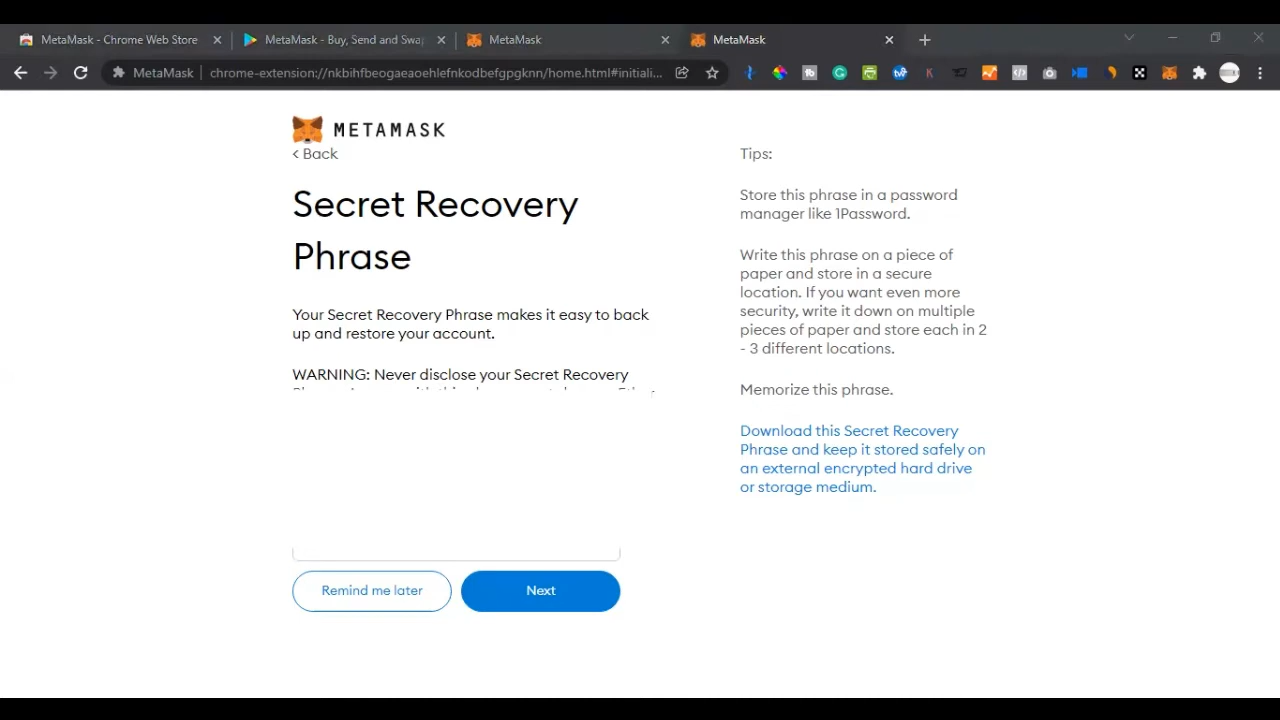 MetaMask - Chrome Web Store
MetaMask - Buy, Send and Swap
MetaMask
MetaMask
MetaMask
chrome-extension://nkbihfbeogaeaoehlefnkodbefgpgknn/home.html#initiali...
METAMASK
< Back
Secret Recovery
Phrase
Your Secret Recovery Phrase makes it easy to back
up and restore your account.
WARNING: Never disclose your Secret Recovery
Remind me later
Next
Tips:
Store this phrase in a password
manager like 1Password.
Write this phrase on a piece of
paper and store in a secure
location. If you want even more
security, write it down on multiple
pieces of paper and store each in 2
- 3 different locations.
Memorize this phrase.
Download this Secret Recovery
Phrase and keep it stored safely on
an external encrypted hard drive
or storage medium.